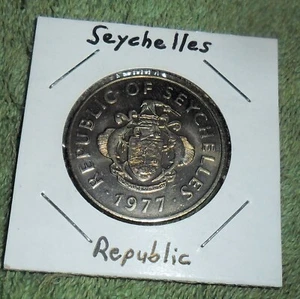 Seychelles
REPUBLIC OF SEYCHELLES
1977
Republic